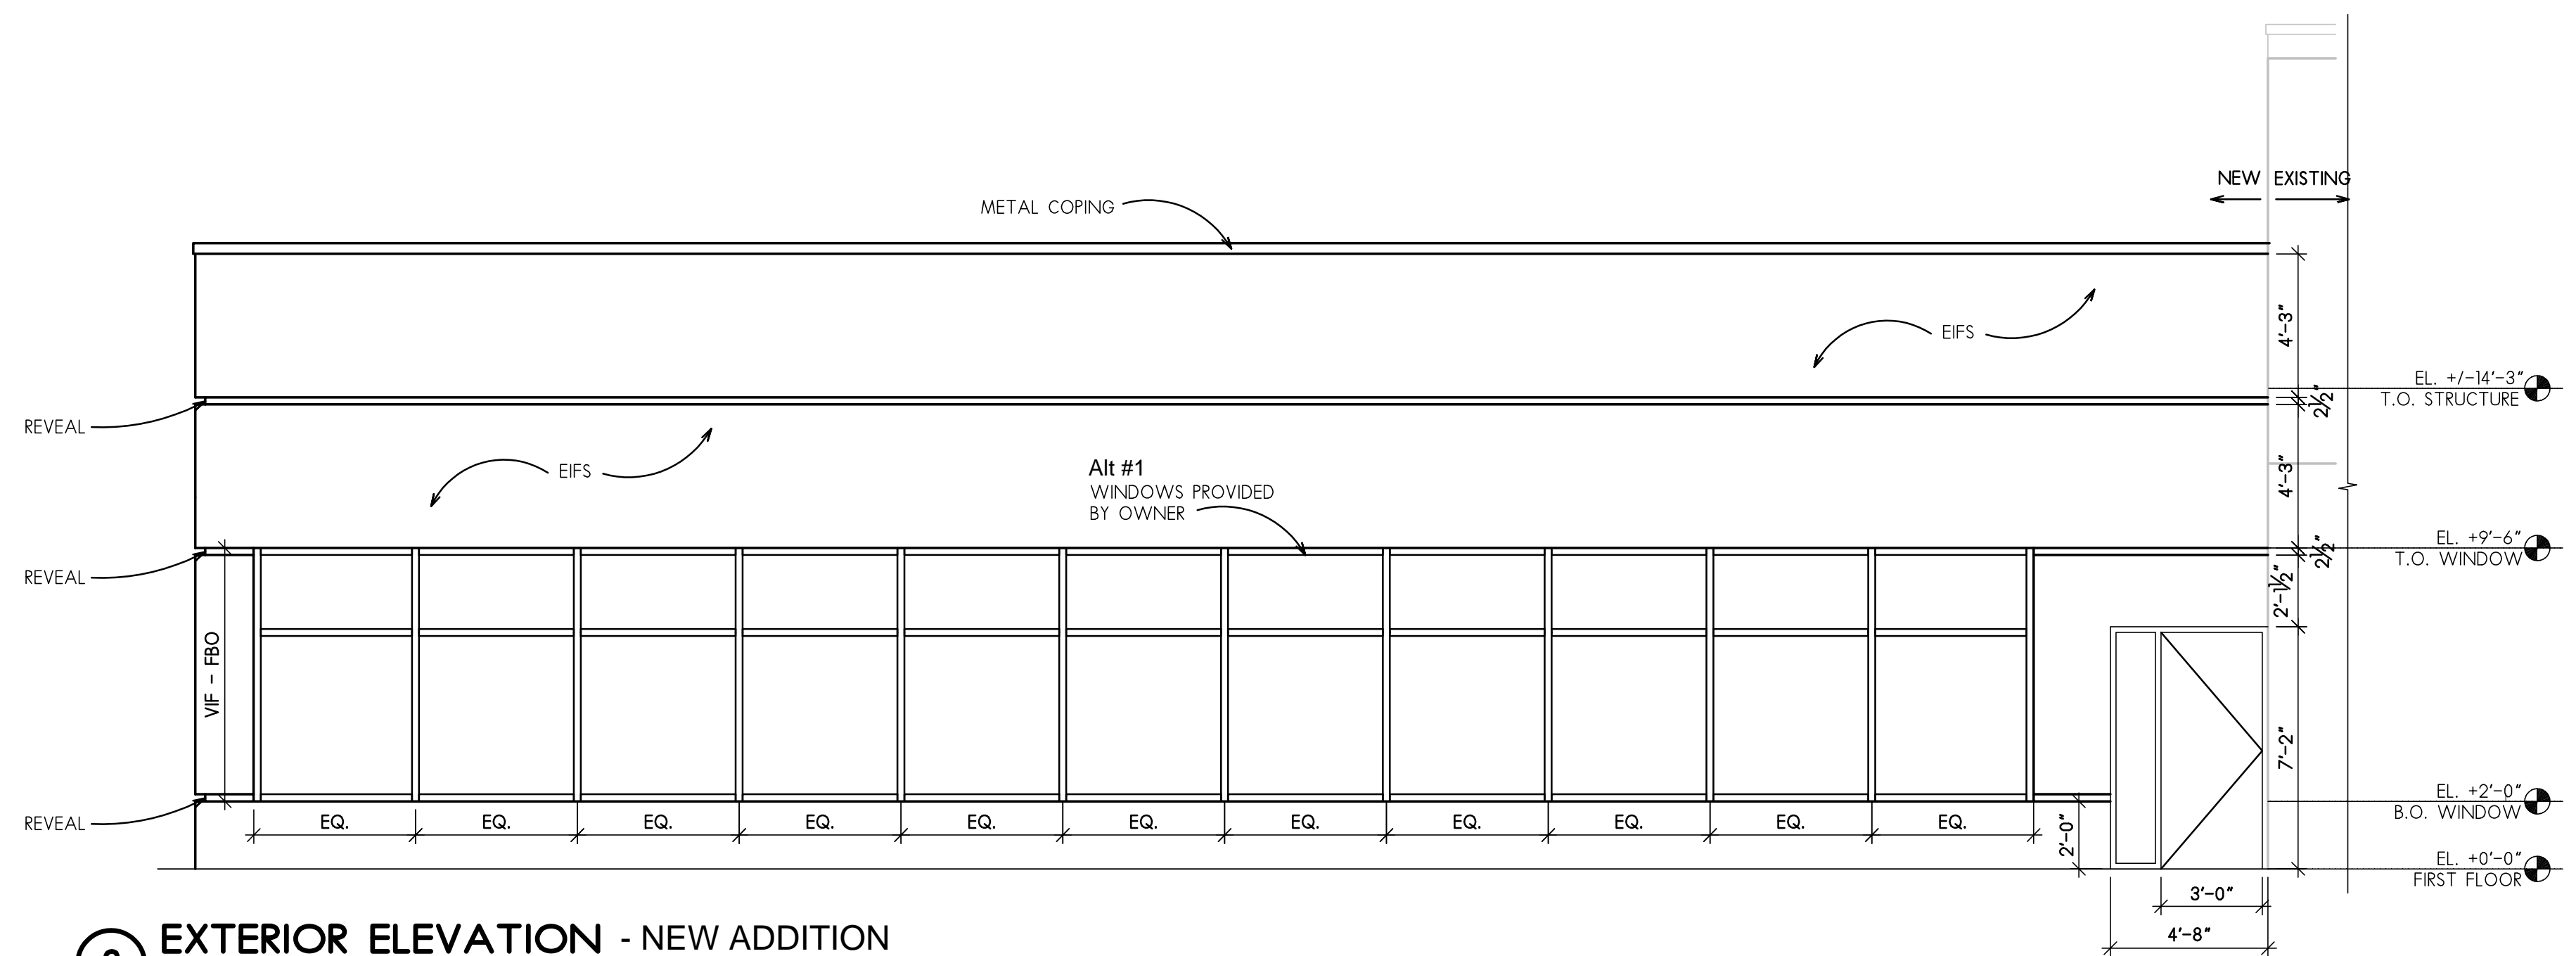 NEW EXISTING
METAL COPING
4'-3"
EIFS
EL. +/-14'-3"
T.O. STRUCTURE
2½"
REVEAL
EIFS
Alt #1
WINDOWS PROVIDED
BY OWNER
4'-3"
EL. +9'-6"
T.O. WINDOW
2½"
REVEAL
2'-1½"
VIF - FBO
7'-2"
EL. +2'-0"
B.O. WINDOW
REVEAL
EQ. EQ. EQ. EQ. EQ. EQ. EQ. EQ. EQ. EQ. EQ.
2'-0"
EL. +0'-0"
FIRST FLOOR
3'-0"
4'-8"
EXTERIOR ELEVATION - NEW ADDITION